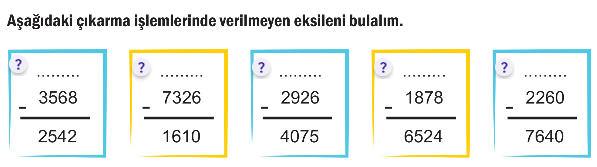 Aşağıdaki çıkarma işlemlerinde verilmeyen eksileni bulalım.
? ......... ? ......... ? ......... ? ......... ? .........
- 3568 - 7326 - 2926 - 1878 - 2260
2542 1610 4075 6524 7640